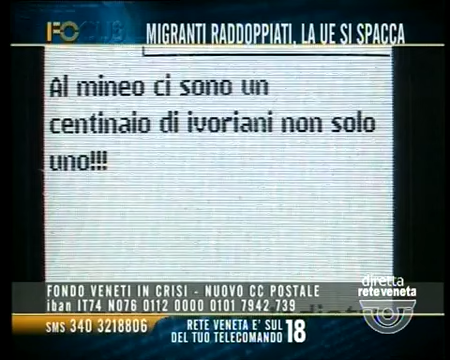 FOCUS MIGRANTI RADDOPPIATI, LA UE SI SPACCA
Al mineo ci sono un
centinaio di ivoriani non solo
uno!!!
FONDO VENETI IN CRISI - NUOVO CC POSTALE
iban IT74 N076 0112 0000 0101 7942 739
diretta
reteveneta
SMS 340 3218806
RETE VENETA E' SUL
DEL TUO TELECOMANDO 18